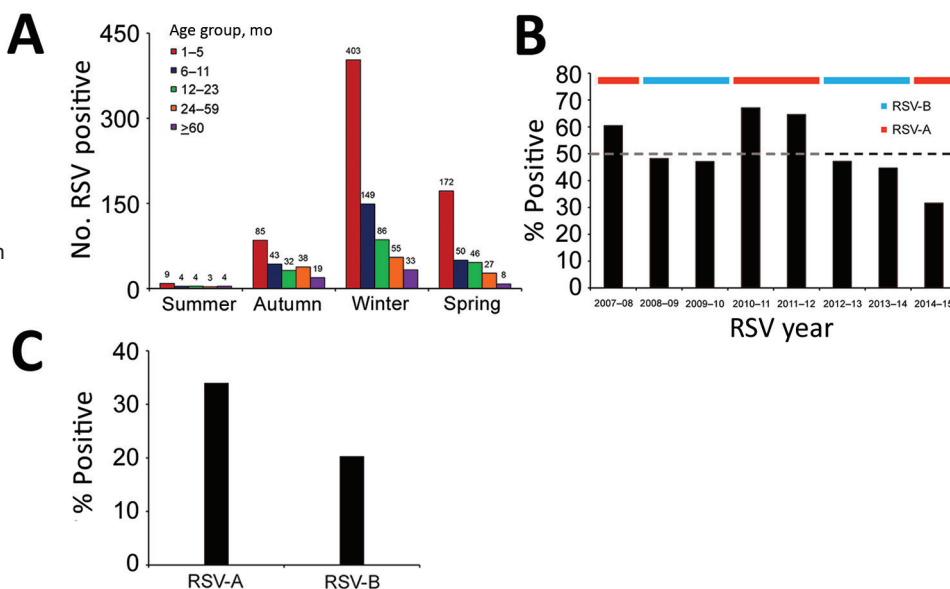 A
450
300
150
0
No. RSV positive
Age group, mo
1–5
6–11
12–23
24–59
≥60
9 4 4 3 4
85 43 32 38 19
403 149 86 55 33
172 50 46 27 8
Summer Autumn Winter Spring
B
80
70
60
50
40
30
20
10
0
% Positive
RSV-B
RSV-A
2007–08 2008–09 2009–10 2010–11 2011–12 2012–13 2013–14 2014–15
RSV year
C
40
30
20
10
0
% Positive
RSV-A RSV-B